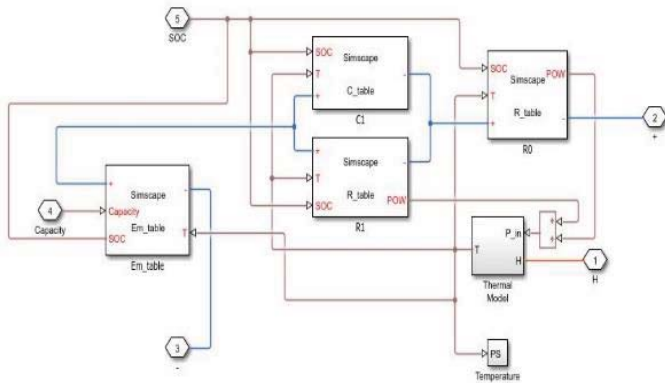 5
SOC
SOC
T
+
Simscape
C_table
-
C1
SOC
T
+
Simscape
R_table
POW
-
R0
2
+
+
T
SOC
Simscape
R_table
-
POW
R1
+
Capacity
SOC
Simscape
Em_table
-
T
Em_table
4
Capacity
T
P_in
H
Thermal
Model
+
+
1
H
3
-
PS
Temperature